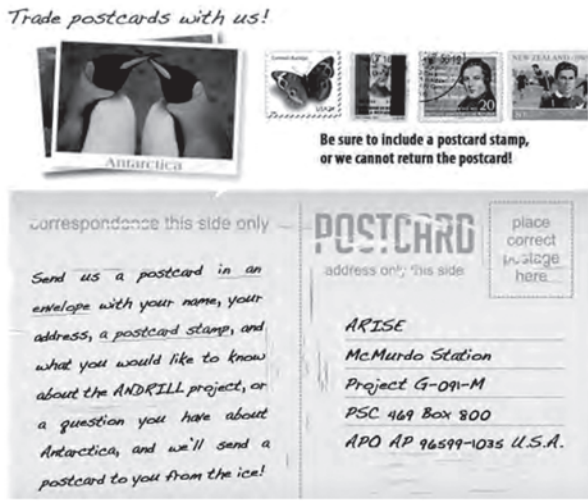 Trade postcards with us!
Antarctica
20
NEW ZEALAND
Be sure to include a postcard stamp,
or we cannot return the postcard!
correspondence this side only
Send us a postcard in an
envelope with your name, your
address, a postcard stamp, and
what you would like to know
about the ANDRILL project, or
a question you have about
Antarctica, and we'll send a
postcard to you from the ice!
POSTCARD
address only this side
place
correct
postage
here
ARISE
McMurdo Station
Project G-091-M
PSC 469 Box 800
APO AP 96599-1035 U.S.A.